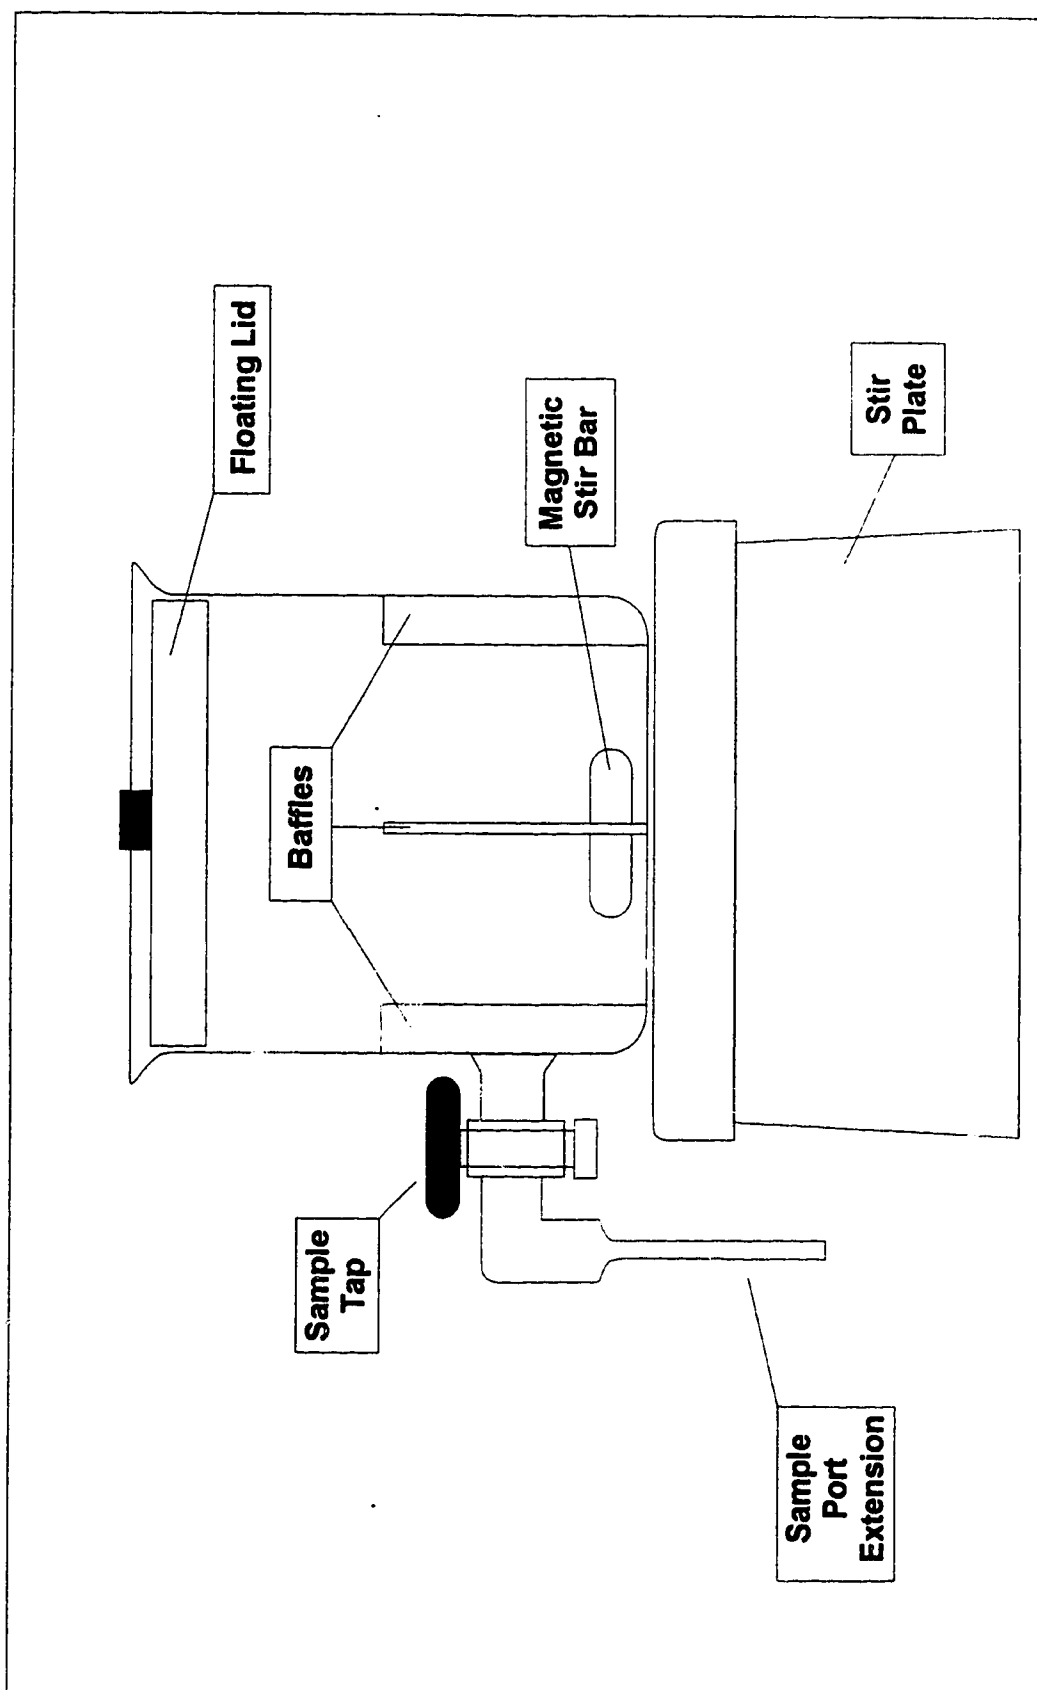 Floating Lid
Baffles
Magnetic
Stir Bar
Sample
Tap
Stir
Plate
Sample
Port
Extension